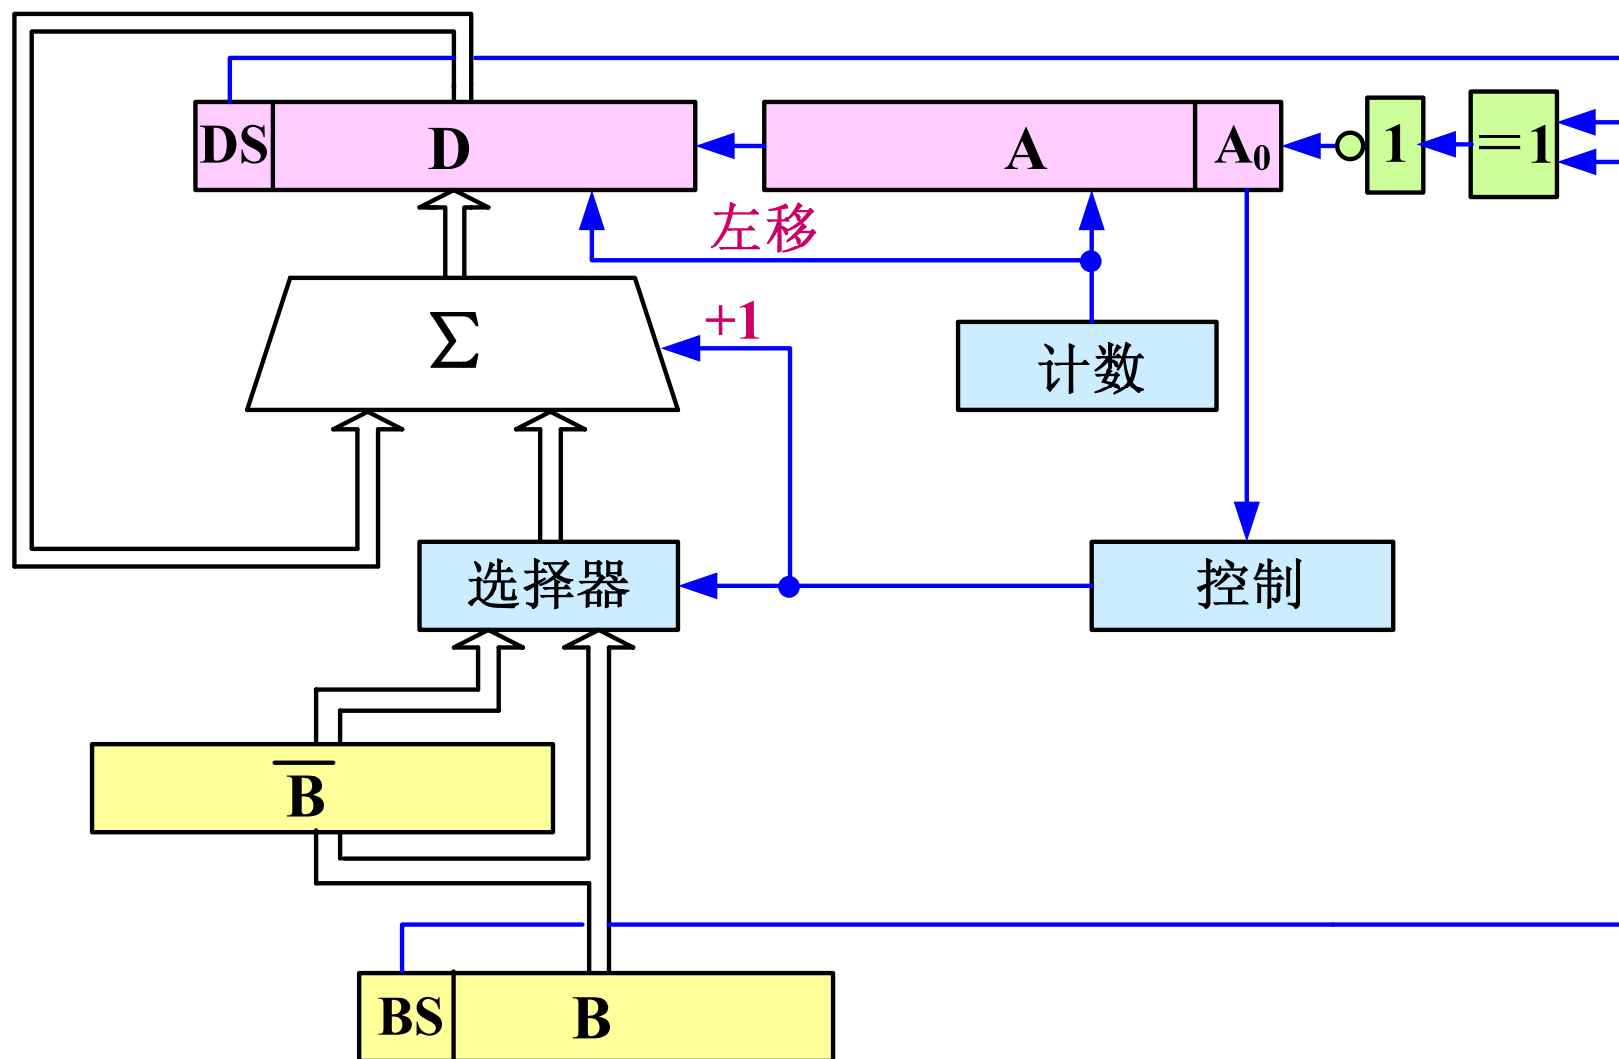 DS D A A₀ 1 =1
左移
Σ +1
计数
选择器 控制
B̅
BS B